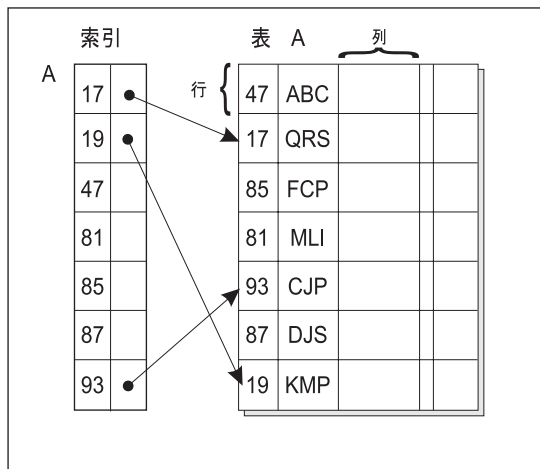 索引
表 A
列
A
行
17
19
47
81
85
87
93
47 ABC
17 QRS
85 FCP
81 MLI
93 CJP
87 DJS
19 KMP